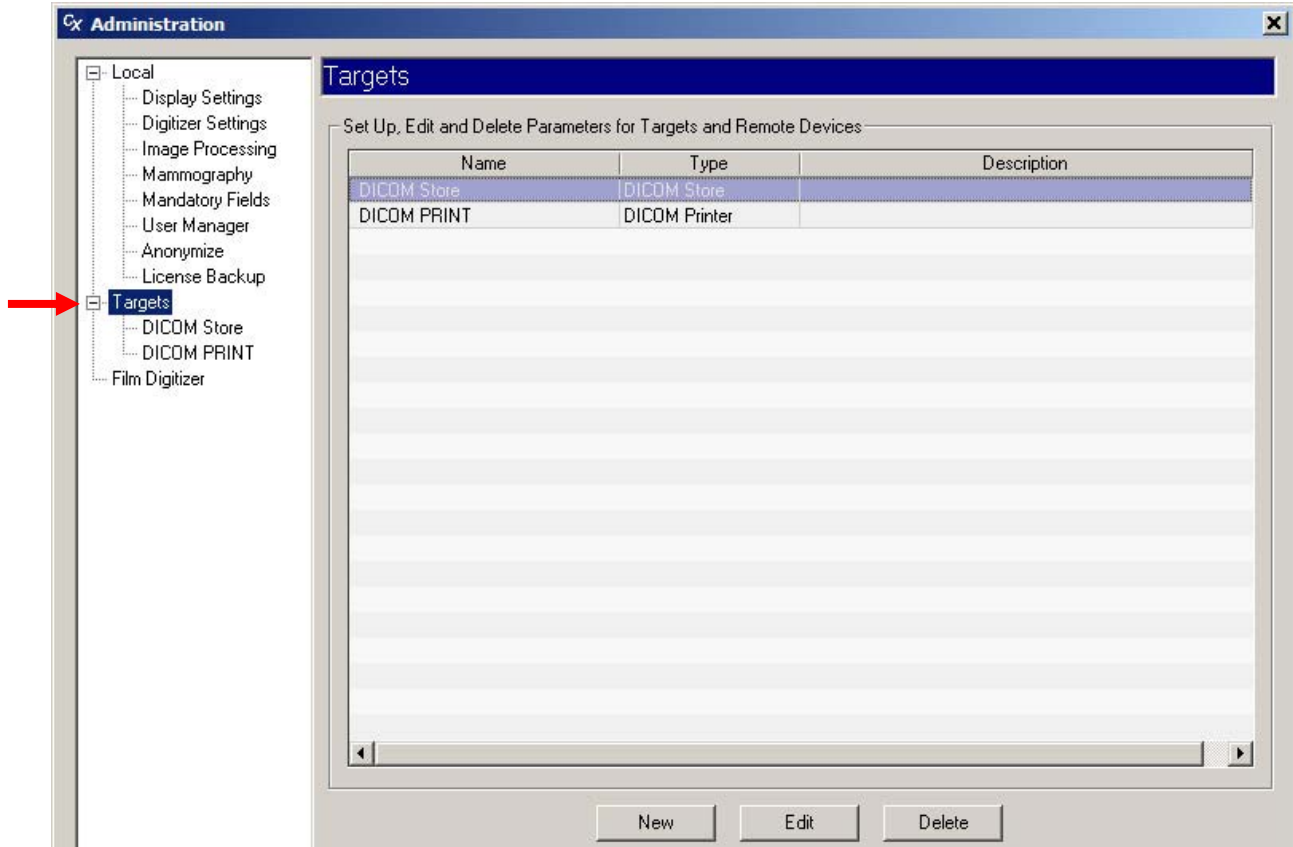 Cx Administration
Local
Display Settings
Digitizer Settings
Image Processing
Mammography
Mandatory Fields
User Manager
Anonymize
License Backup
Targets
DICOM Store
DICOM PRINT
Film Digitizer
Targets
Set Up, Edit and Delete Parameters for Targets and Remote Devices
Name Type Description
DICOM Store DICOM Store
DICOM PRINT DICOM Printer
New Edit Delete